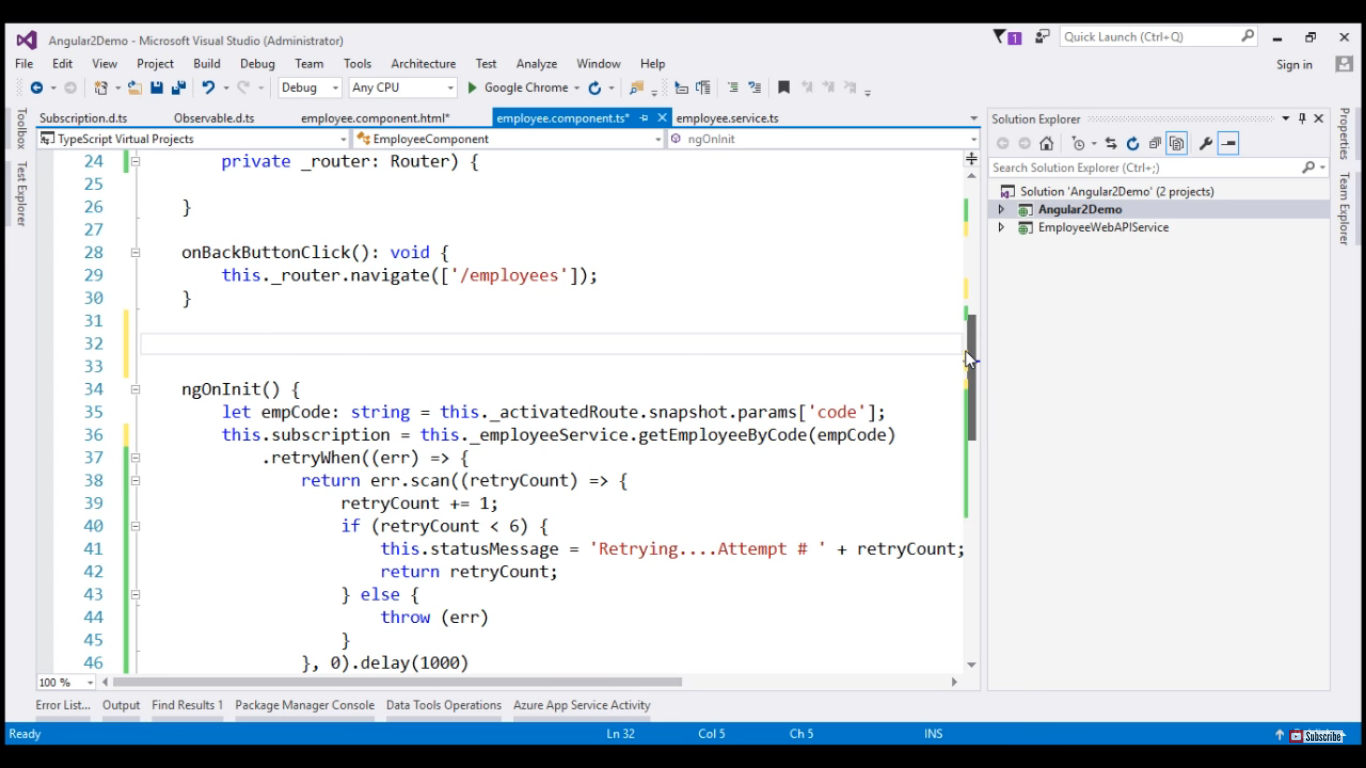 Angular2Demo - Microsoft Visual Studio (Administrator)
1
Quick Launch (Ctrl+Q)
File Edit View Project Build Debug Team Tools Architecture Test Analyze Window Help
Sign in
Debug Any CPU Google Chrome
Subscription.d.ts Observable.d.ts employee.component.html* employee.component.ts* employee.service.ts
TypeScript Virtual Projects EmployeeComponent ngOnInit
24 private _router: Router) {
25
26 }
27
28 onBackButtonClick(): void {
29 this._router.navigate(['/employees']);
30 }
31
32
33
34 ngOnInit() {
35 let empCode: string = this._activatedRoute.snapshot.params['code'];
36 this.subscription = this._employeeService.getEmployeeByCode(empCode)
37 .retryWhen((err) => {
38 return err.scan((retryCount) => {
39 retryCount += 1;
40 if (retryCount < 6) {
41 this.statusMessage = 'Retrying....Attempt # ' + retryCount;
42 return retryCount;
43 } else {
44 throw (err)
45 }
46 }, 0).delay(1000)
100 %
Toolbox
Test Explorer
Solution Explorer
Search Solution Explorer (Ctrl+;)
Solution 'Angular2Demo' (2 projects)
Angular2Demo
EmployeeWebAPIService
Properties
Team Explorer
Error List... Output Find Results 1 Package Manager Console Data Tools Operations Azure App Service Activity
Ready Ln 32 Col 5 Ch 5 INS
Subscribe